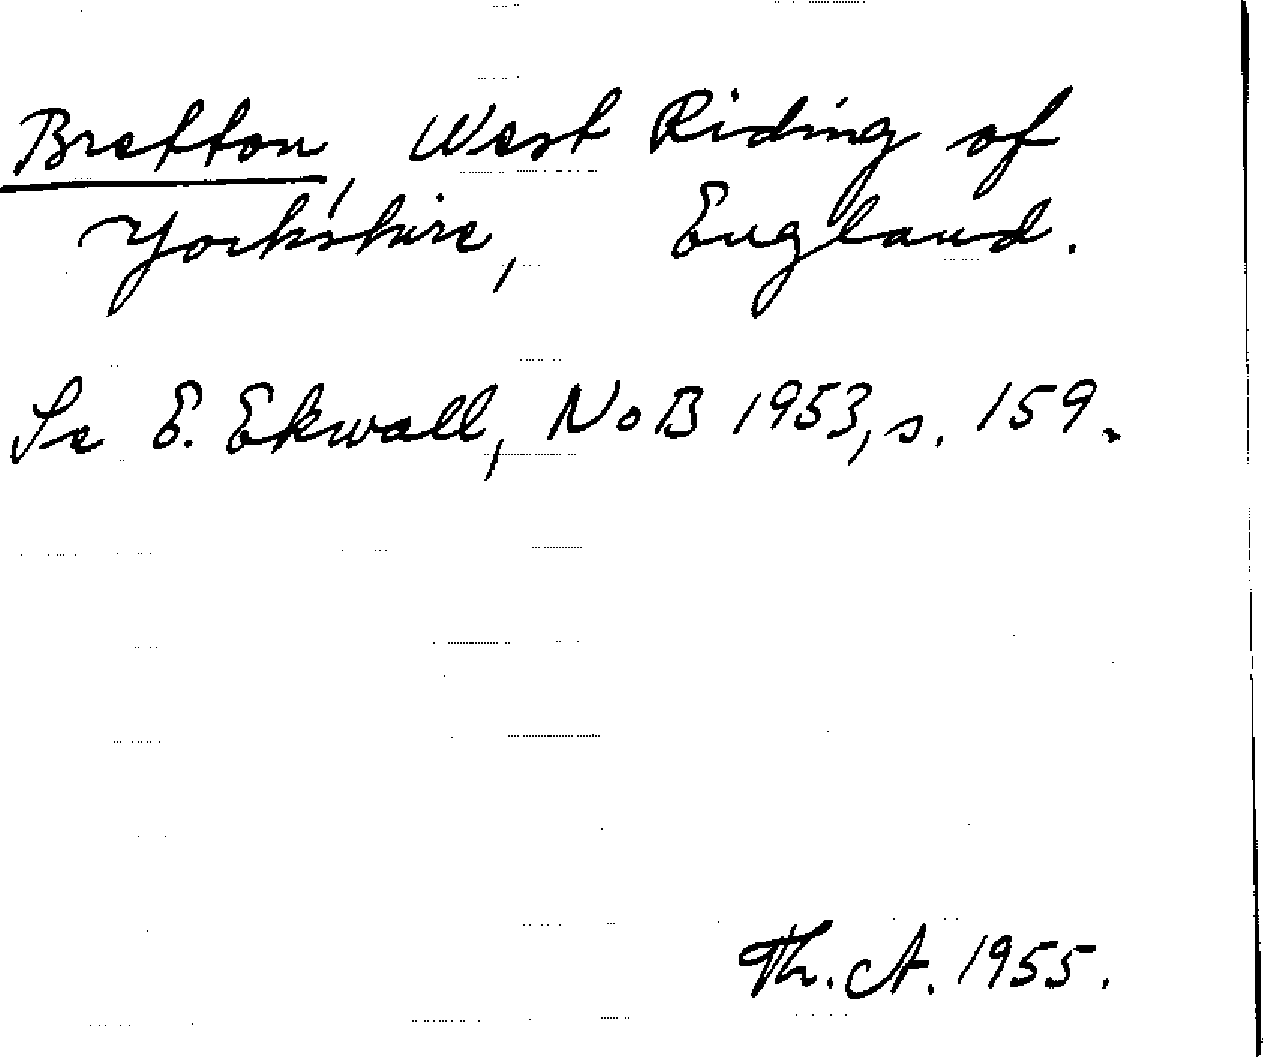 Bretton, West Riding of
Yorkshire, England.
Se E. Ekwall, NoB 1953, s. 159.
Th. A. 1955.